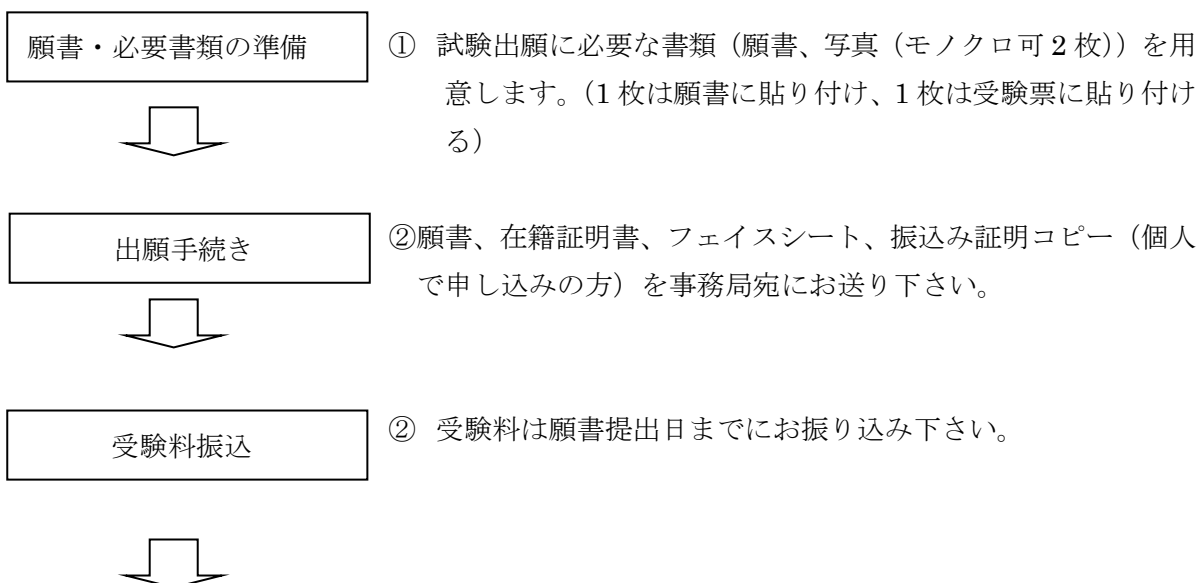 願書・必要書類の準備
① 試験出願に必要な書類（願書、写真（モノクロ可 2 枚））を用
意します。（1 枚は願書に貼り付け、1 枚は受験票に貼り付け
る）
出願手続き
②願書、在籍証明書、フェイスシート、振込み証明コピー（個人
で申し込みの方）を事務局宛にお送り下さい。
受験料振込
② 受験料は願書提出日までにお振り込み下さい。